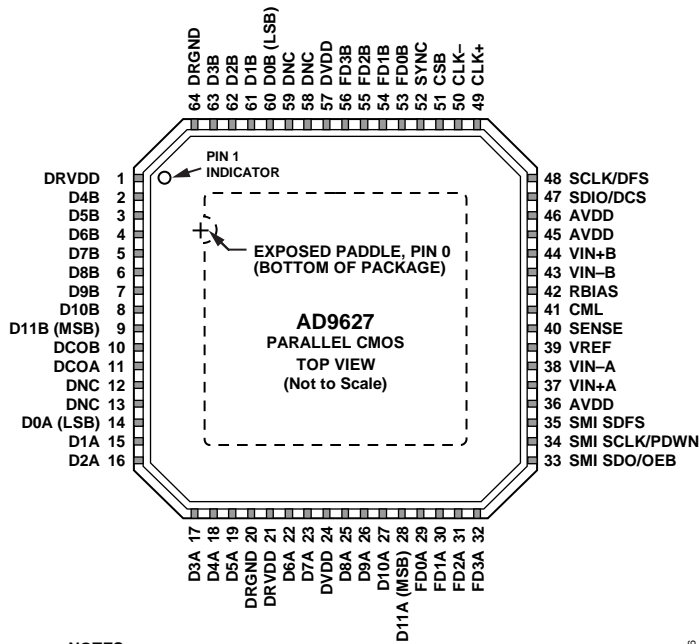 64 DRGND
63 D3B
62 D2B
61 D1B
60 D0B (LSB)
59 DNC
58 DNC
57 DVDD
56 FD3B
55 FD2B
54 FD1B
53 FD0B
52 SYNC
51 CSB
50 CLK–
49 CLK+
PIN 1
INDICATOR
DRVDD 1
D4B 2
D5B 3
D6B 4
D7B 5
D8B 6
D9B 7
D10B 8
D11B (MSB) 9
DCOB 10
DCOA 11
DNC 12
DNC 13
D0A (LSB) 14
D1A 15
D2A 16
EXPOSED PADDLE, PIN 0
(BOTTOM OF PACKAGE)
AD9627
PARALLEL CMOS
TOP VIEW
(Not to Scale)
48 SCLK/DFS
47 SDIO/DCS
46 AVDD
45 AVDD
44 VIN+B
43 VIN–B
42 RBIAS
41 CML
40 SENSE
39 VREF
38 VIN–A
37 VIN+A
36 AVDD
35 SMI SDFS
34 SMI SCLK/PDWN
33 SMI SDO/OEB
D3A 17
D4A 18
D5A 19
DRGND 20
DRVDD 21
D6A 22
D7A 23
DVDD 24
D8A 25
D9A 26
D10A 27
D11A (MSB) 28
FD0A 29
FD1A 30
FD2A 31
FD3A 32